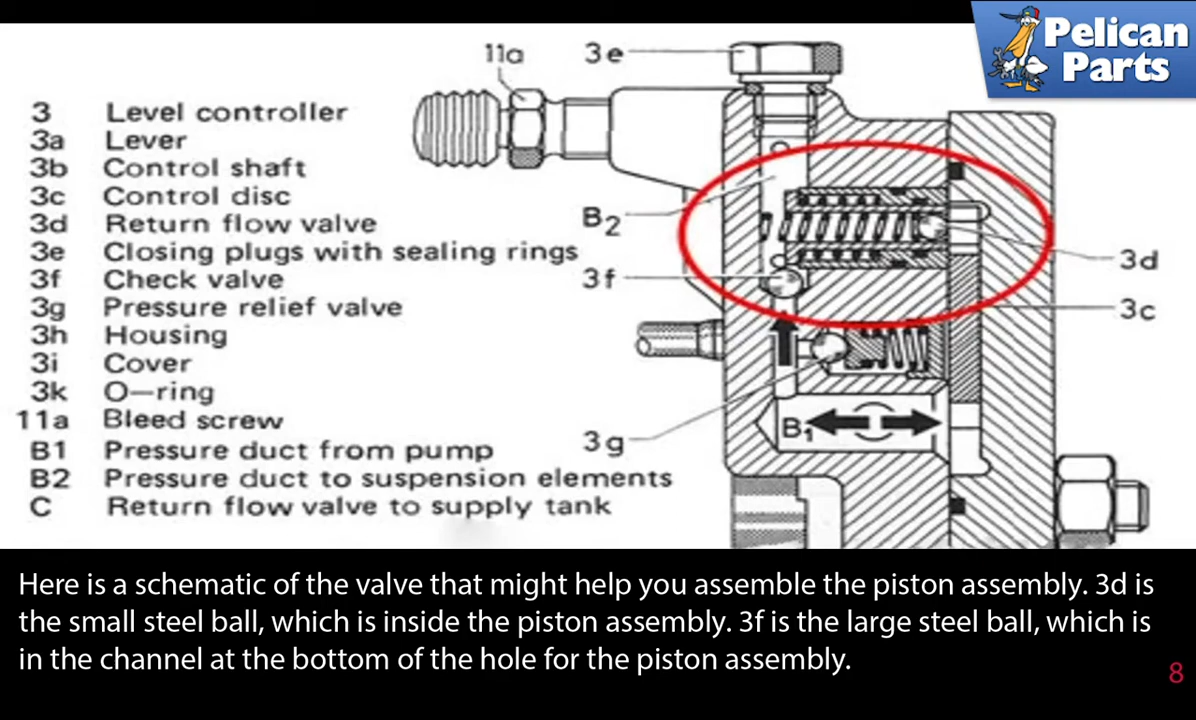 Pelican
Parts
11a
3e
3 Level controller
3a Lever
3b Control shaft
3c Control disc
3d Return flow valve
3e Closing plugs with sealing rings
3f Check valve
3g Pressure relief valve
3h Housing
3i Cover
3k O—ring
11a Bleed screw
B1 Pressure duct from pump
B2 Pressure duct to suspension elements
C Return flow valve to supply tank
B2
3f
3d
3c
B1
3g
Here is a schematic of the valve that might help you assemble the piston assembly. 3d is
the small steel ball, which is inside the piston assembly. 3f is the large steel ball, which is
in the channel at the bottom of the hole for the piston assembly.
8